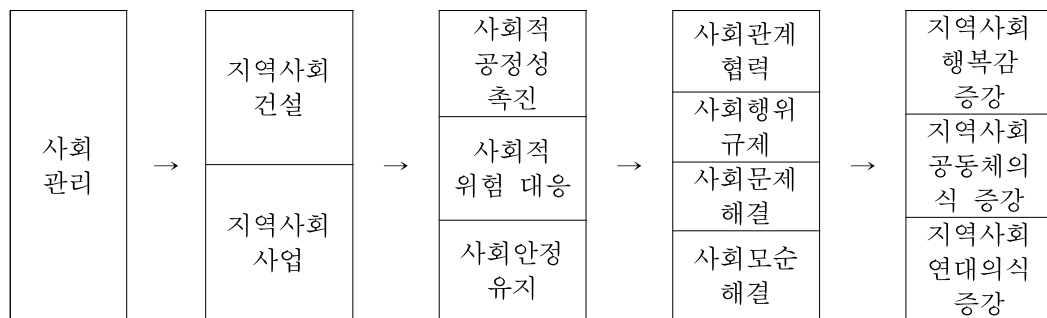 사회
관리
→
지역사회
건설
지역사회
사업
→
사회적
공정성
촉진
사회적
위험 대응
사회안정
유지
→
사회관계
협력
사회행위
규제
사회문제
해결
사회모순
해결
→
지역사회
행복감
증강
지역사회
공동체의
식 증강
지역사회
연대의식
증강